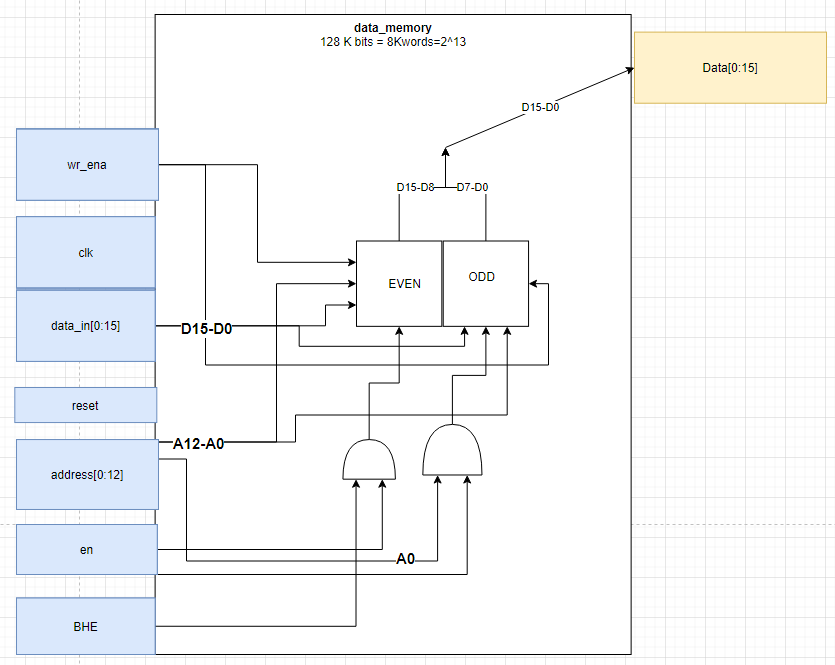 data_memory
128 K bits = 8Kwords=2^13
Data[0:15]
D15-D0
wr_ena
D15-D8
D7-D0
clk
EVEN
ODD
data_in[0:15]
D15-D0
reset
A12-A0
address[0:12]
en
A0
BHE